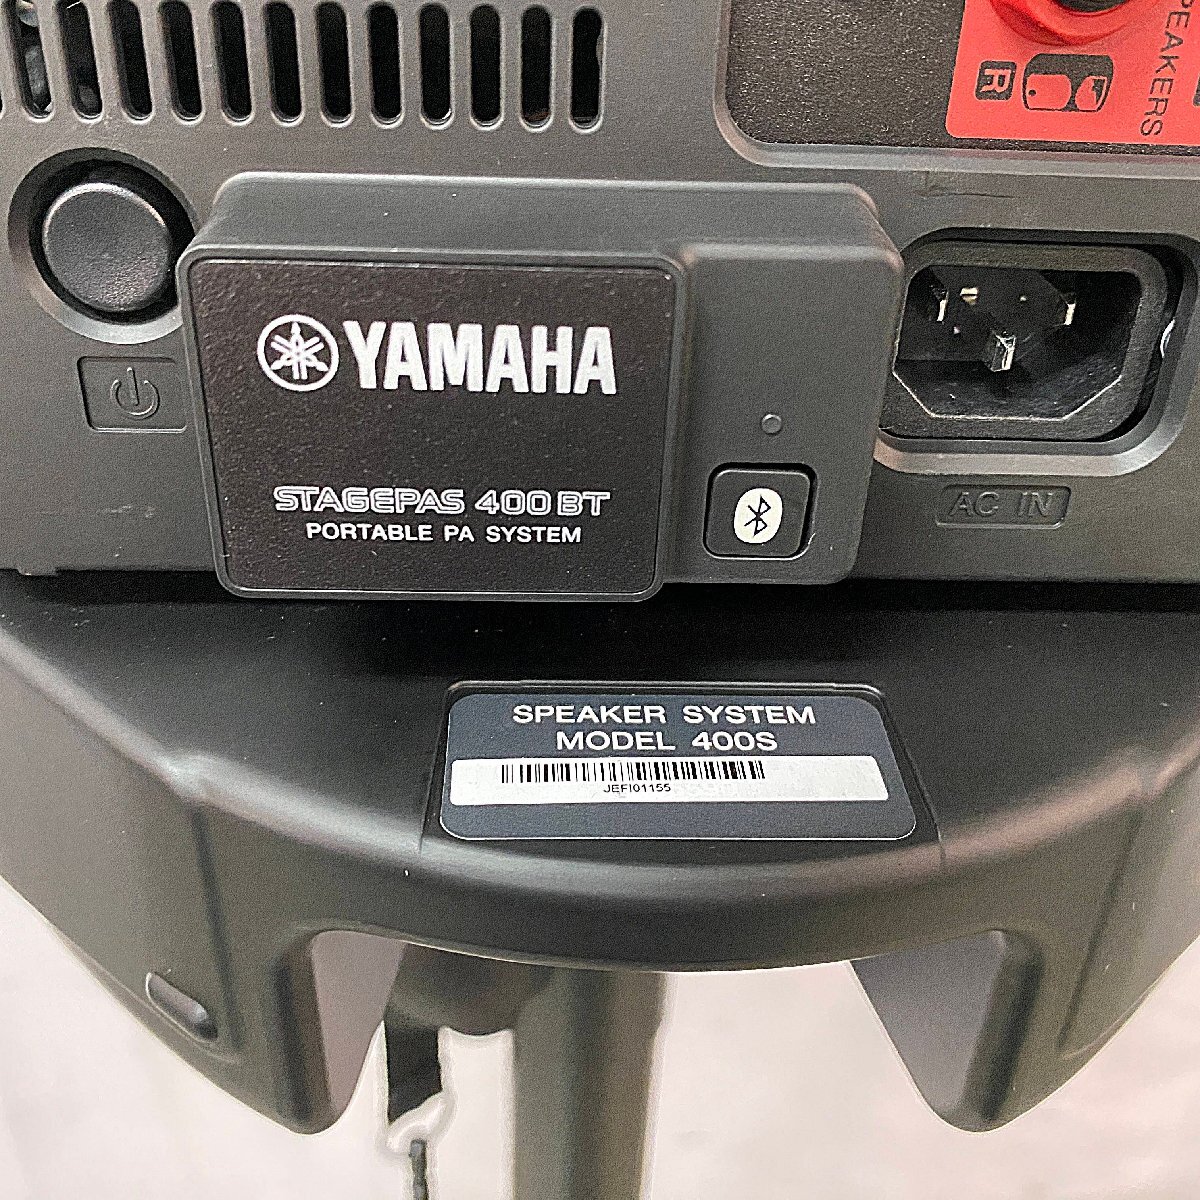 SPEAKERS
R
YAMAHA
STAGEPAS 400BT
PORTABLE PA SYSTEM
AC IN
SPEAKER SYSTEM
MODEL 400S
JEFI01155